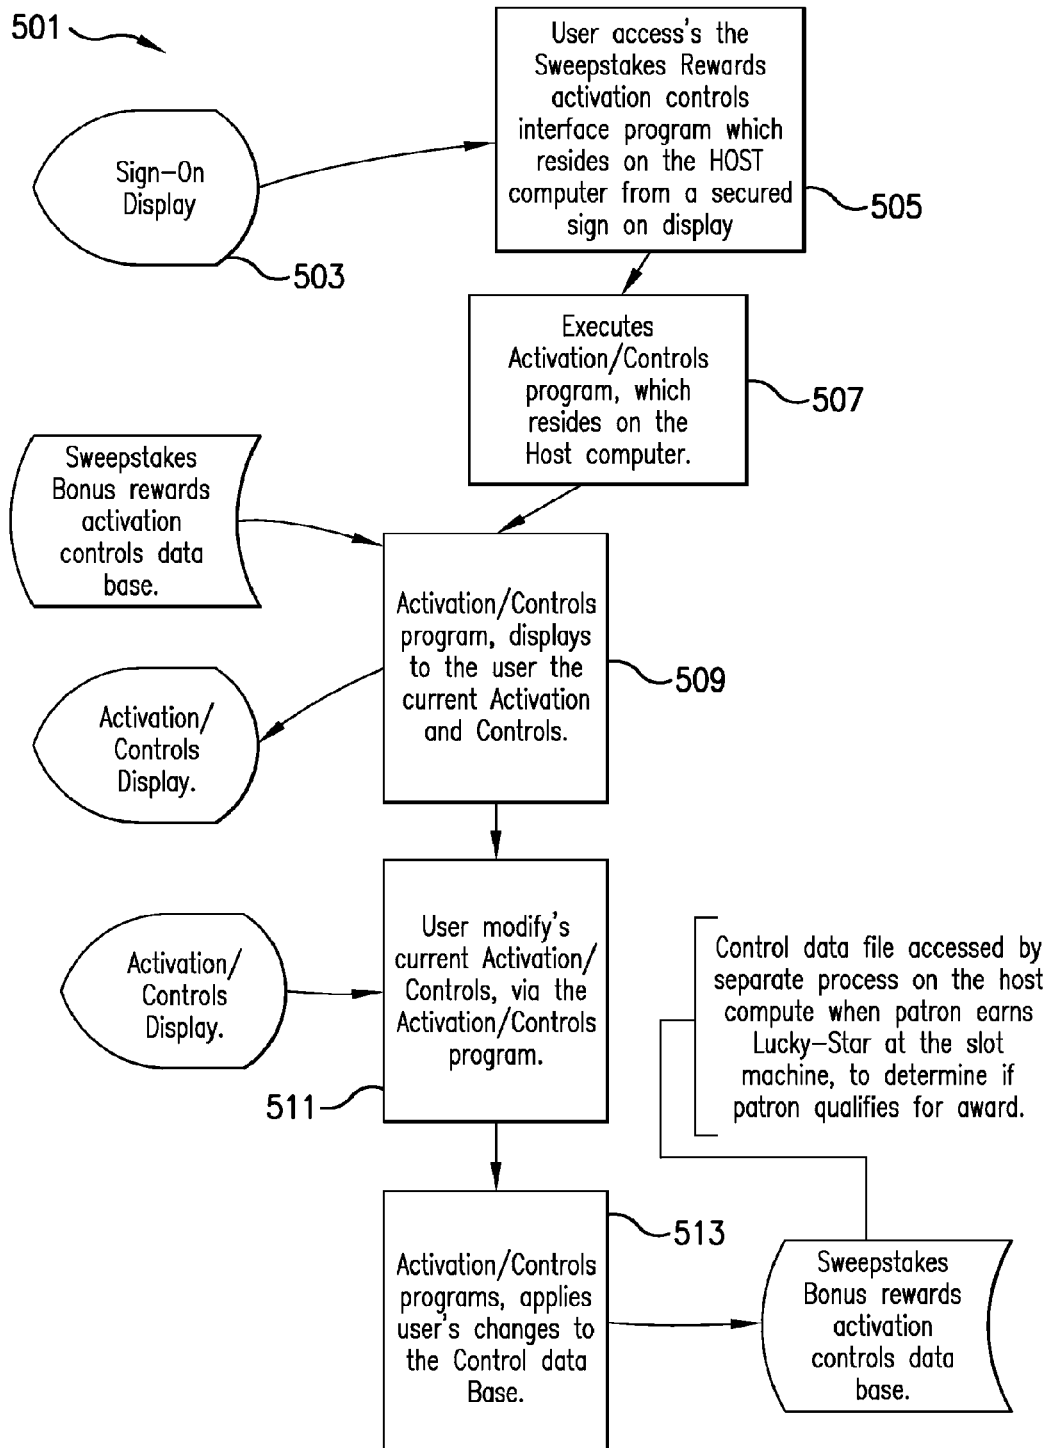 501
User access's the
Sweepstakes Rewards
activation controls
interface program which
resides on the HOST
computer from a secured
sign on display
505
Sign-On
Display
503
Executes
Activation/Controls
program, which
resides on the
Host computer.
507
Sweepstakes
Bonus rewards
activation
controls data
base.
Activation/Controls
program, displays
to the user the
current Activation
and Controls.
509
Activation/
Controls
Display.
User modify's
current Activation/
Controls, via the
Activation/Controls
program.
511
Activation/
Controls
Display.
Control data file accessed by
separate process on the host
compute when patron earns
Lucky-Star at the slot
machine, to determine if
patron qualifies for award.
513
Activation/Controls
programs, applies
user's changes to
the Control data
Base.
Sweepstakes
Bonus rewards
activation
controls data
base.